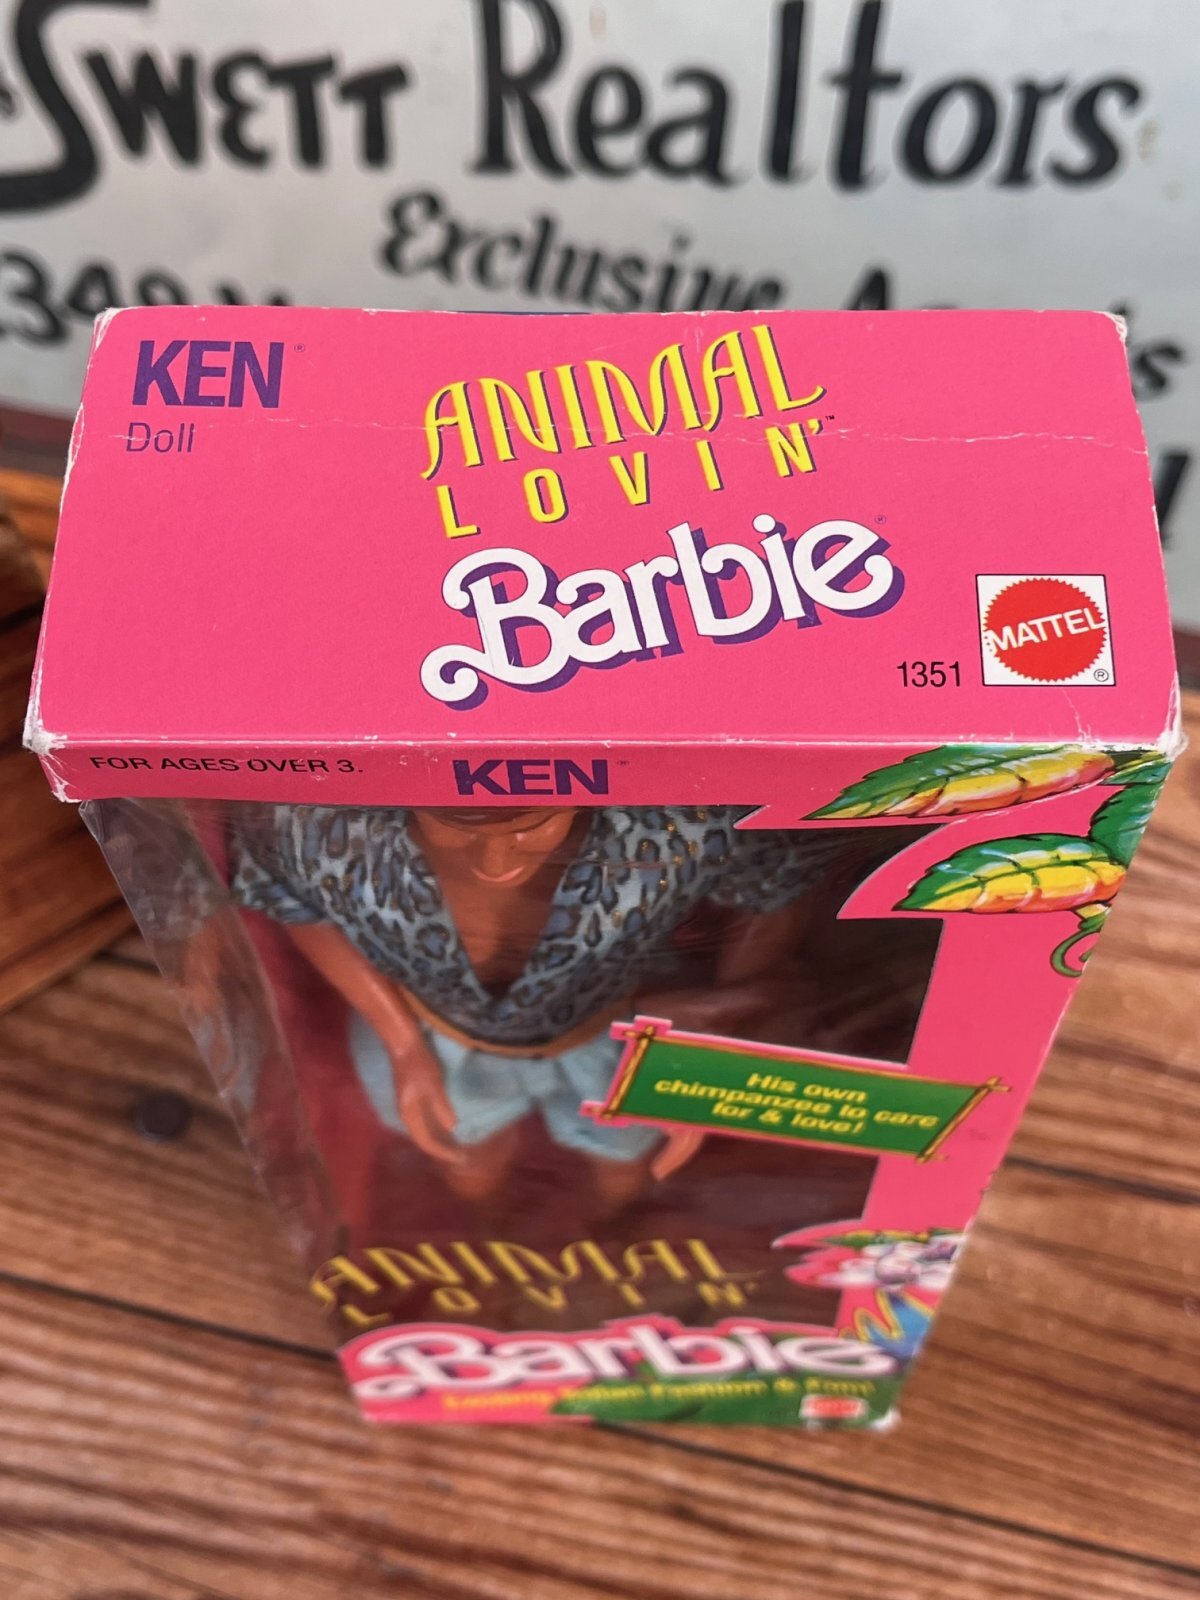 Swett Realtors
Exclusive
KEN®
Doll
ANIMAL
LOVIN'™
Barbie®
1351
MATTEL®
FOR AGES OVER 3.
KEN®
His own
chimpanzee to care
for & love!
ANIMAL
LOVIN'
Barbie